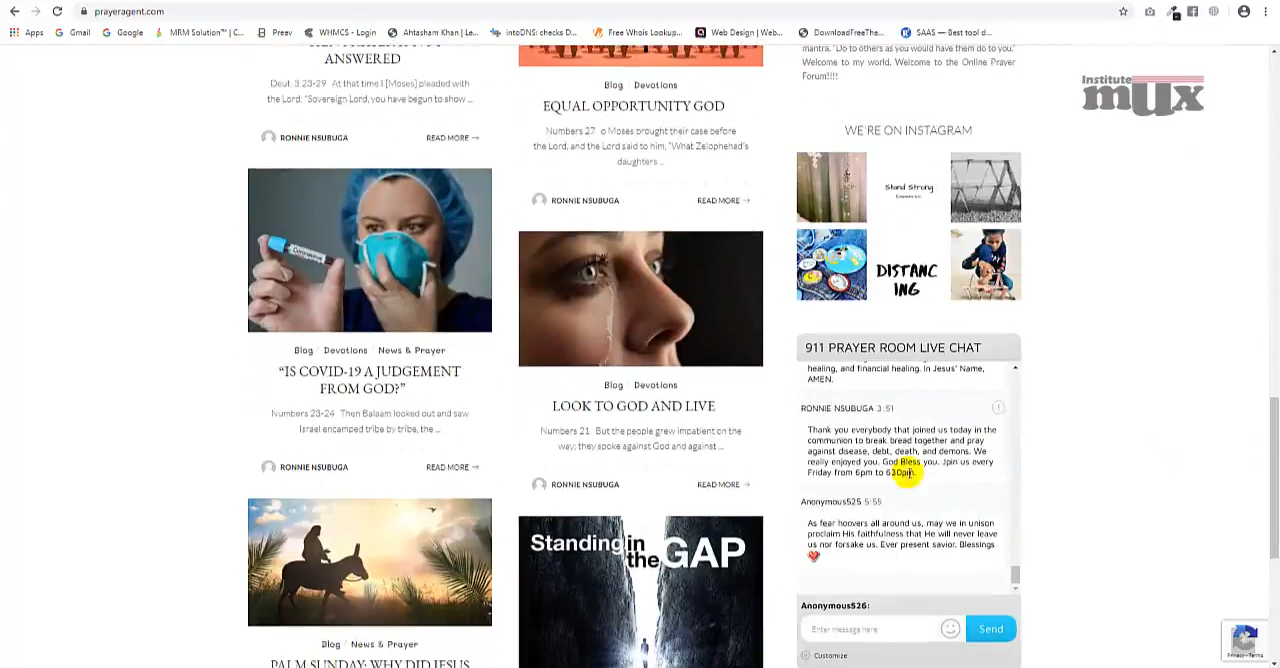 prayeragent.com
Apps
Gmail
Google
MRM Solution™ | C...
Preev
WHMCS - Login
Ahtasham Khan | Le...
intoDNS: checks D...
Free Whois Lookup...
Web Design | Web...
DownloadFreeThe...
SAAS — Best tool d...
ANSWERED
Deut. 3.23-29 At that time I [Moses] pleaded with
the Lord: "Sovereign Lord, you have begun to show ...
RONNIE NSUBUGA
READ MORE →
Coronavirus
Blog / Devotions / News & Prayer
"IS COVID-19 A JUDGEMENT
FROM GOD?"
Numbers 23-24 Then Balaam looked out and saw
Israel encamped tribe by tribe, the ...
RONNIE NSUBUGA
READ MORE →
Blog / News & Prayer
PALM SUNDAY: WHY DID JESUS
Blog / Devotions
EQUAL OPPORTUNITY GOD
Numbers 27 o Moses brought their case before
the Lord, and the Lord said to him, "What Zelophehad's
daughters ...
RONNIE NSUBUGA
READ MORE →
Blog / Devotions
LOOK TO GOD AND LIVE
Numbers 21 But the people grew impatient on the
way; they spoke against God and against ...
RONNIE NSUBUGA
READ MORE →
Standing in the GAP
mantra, "Do to others as you would have them do to you."
Welcome to my world. Welcome to the Online Prayer
Forum!!!!
Institute
mux
WE'RE ON INSTAGRAM
Stand Strong
DISTANC
ING
911 PRAYER ROOM LIVE CHAT
healing, and financial healing. In Jesus' Name,
AMEN.
RONNIE NSUBUGA 3:51
Thank you everybody that joined us today in the
communion to break bread together and pray
against disease, debt, death, and demons. We
really enjoyed you. God Bless you. Jpin us every
Friday from 6pm to 630pm.
Anonymous525 5:55
As fear hoovers all around us, may we in unison
proclaim His faithfulness that He will never leave
us nor forsake us. Ever present savior. Blessings
❤
Anonymous526:
Enter message here
Send
Customize
Privacy - Terms